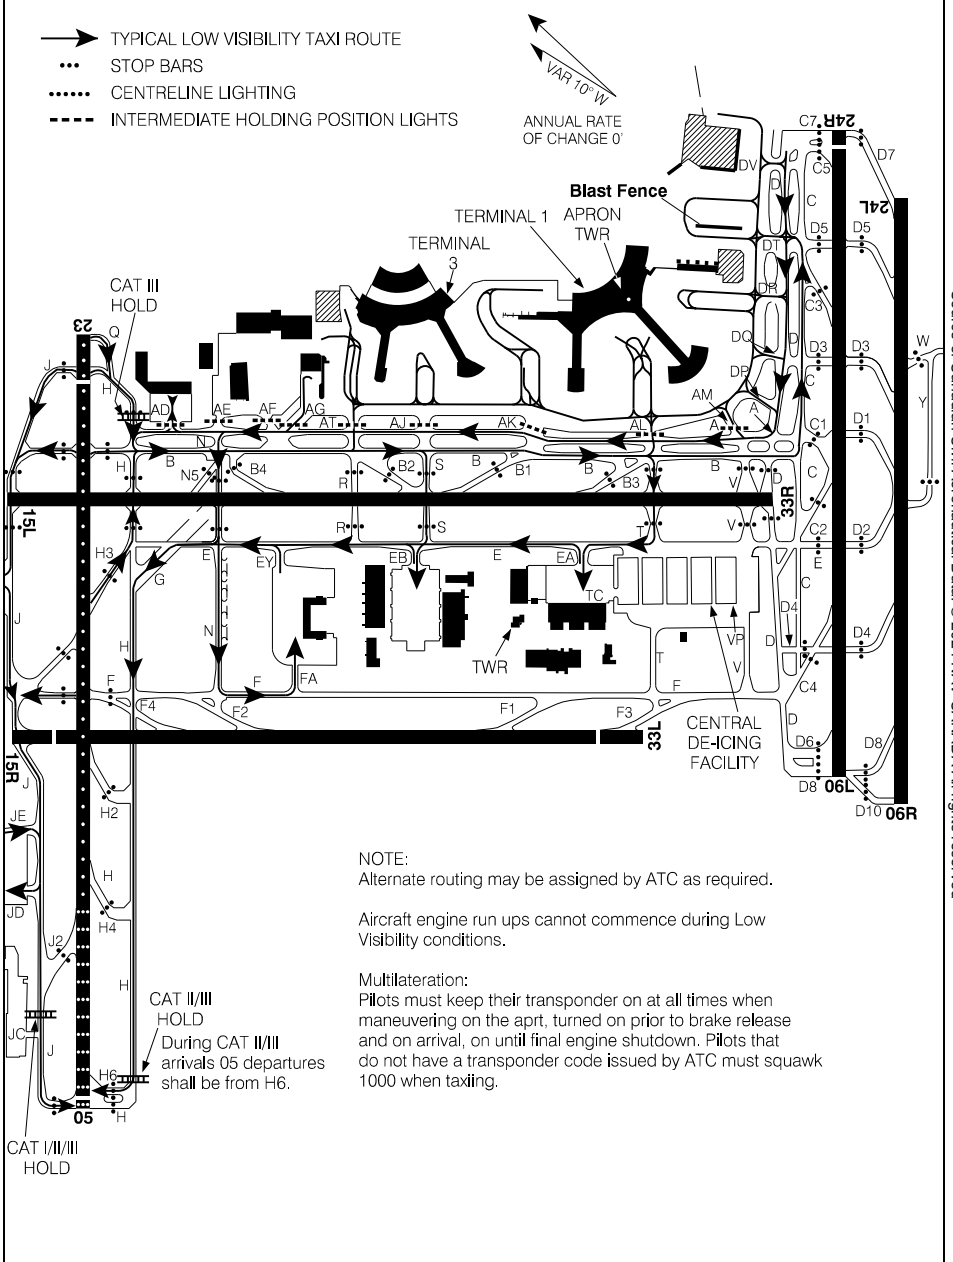 TYPICAL LOW VISIBILITY TAXI ROUTE
STOP BARS
CENTRELINE LIGHTING
INTERMEDIATE HOLDING POSITION LIGHTS
VAR 10° W
ANNUAL RATE
OF CHANGE 0'
C7
24R
D7
C5
DV
D
C
24L
Blast Fence
TERMINAL 1
APRON
TWR
TERMINAL
3
D5
D5
DT
DR
C3
CAT III
HOLD
23
Q
J
H
W
D3
D3
DQ
D
DP
C
Y
AD
AE
AF
AG
AT
AJ
AK
AL
AM
A
A
C1
D1
N
H
B
N5
B4
R
B2
S
B
B1
B
B3
B
V
D
C
15L
33R
R
S
T
V
C2
D2
H3
E
EY
EB
E
EA
E
G
TC
C
J
D4
N
H
TWR
VP
V
T
D
D4
F
F
FA
F
C4
F4
F2
F1
F3
33L
CENTRAL
DE-ICING
FACILITY
D
D6
D8
15R
J
D8
06L
D10
06R
H2
JE
H
JD
H4
J2
H
JC
J
CAT II/III
HOLD
During CAT II/III
arrivals 05 departures
shall be from H6.
H6
05
H
CAT I/II/III
HOLD
NOTE:
Alternate routing may be assigned by ATC as required.
Aircraft engine run ups cannot commence during Low
Visibility conditions.
Multilateration:
Pilots must keep their transponder on at all times when
maneuvering on the aprt, turned on prior to brake release
and on arrival, on until final engine shutdown. Pilots that
do not have a transponder code issued by ATC must squawk
1000 when taxiing.